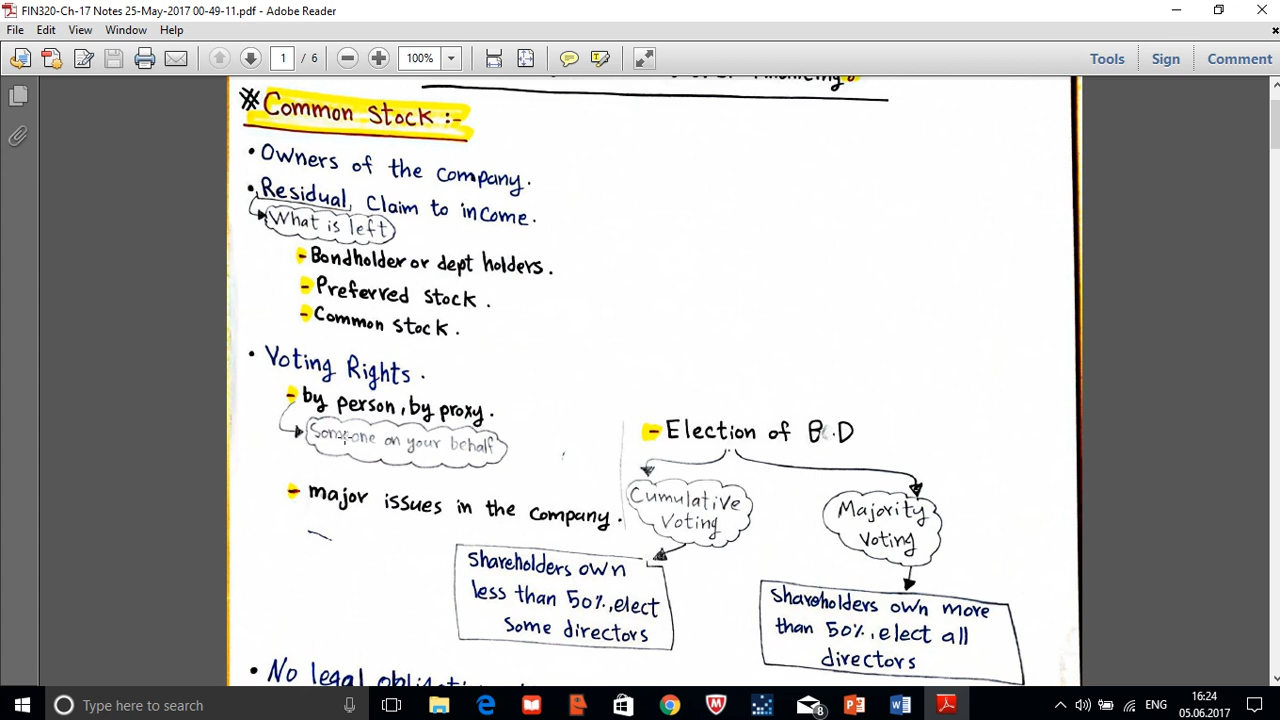 FIN320-Ch-17 Notes 25-May-2017 00-49-11.pdf - Adobe Reader
File Edit View Window Help
1 / 6 100% Tools Sign Comment
Common Stock :-
• Owners of the company.
• Residual, Claim to income.
What is left
- Bondholder or dept holders.
- Preferred stock.
- Common stock.
• Voting Rights.
- by person, by proxy.
Someone on your behalf
- major issues in the company.
- Election of B.D
Cumulative
Voting
Majority
Voting
Shareholders own
less than 50%, elect
Some directors
Shareholders own more
than 50%, elect all
directors
• No legal
Type here to search
8
ENG
16:24
05.06.2017